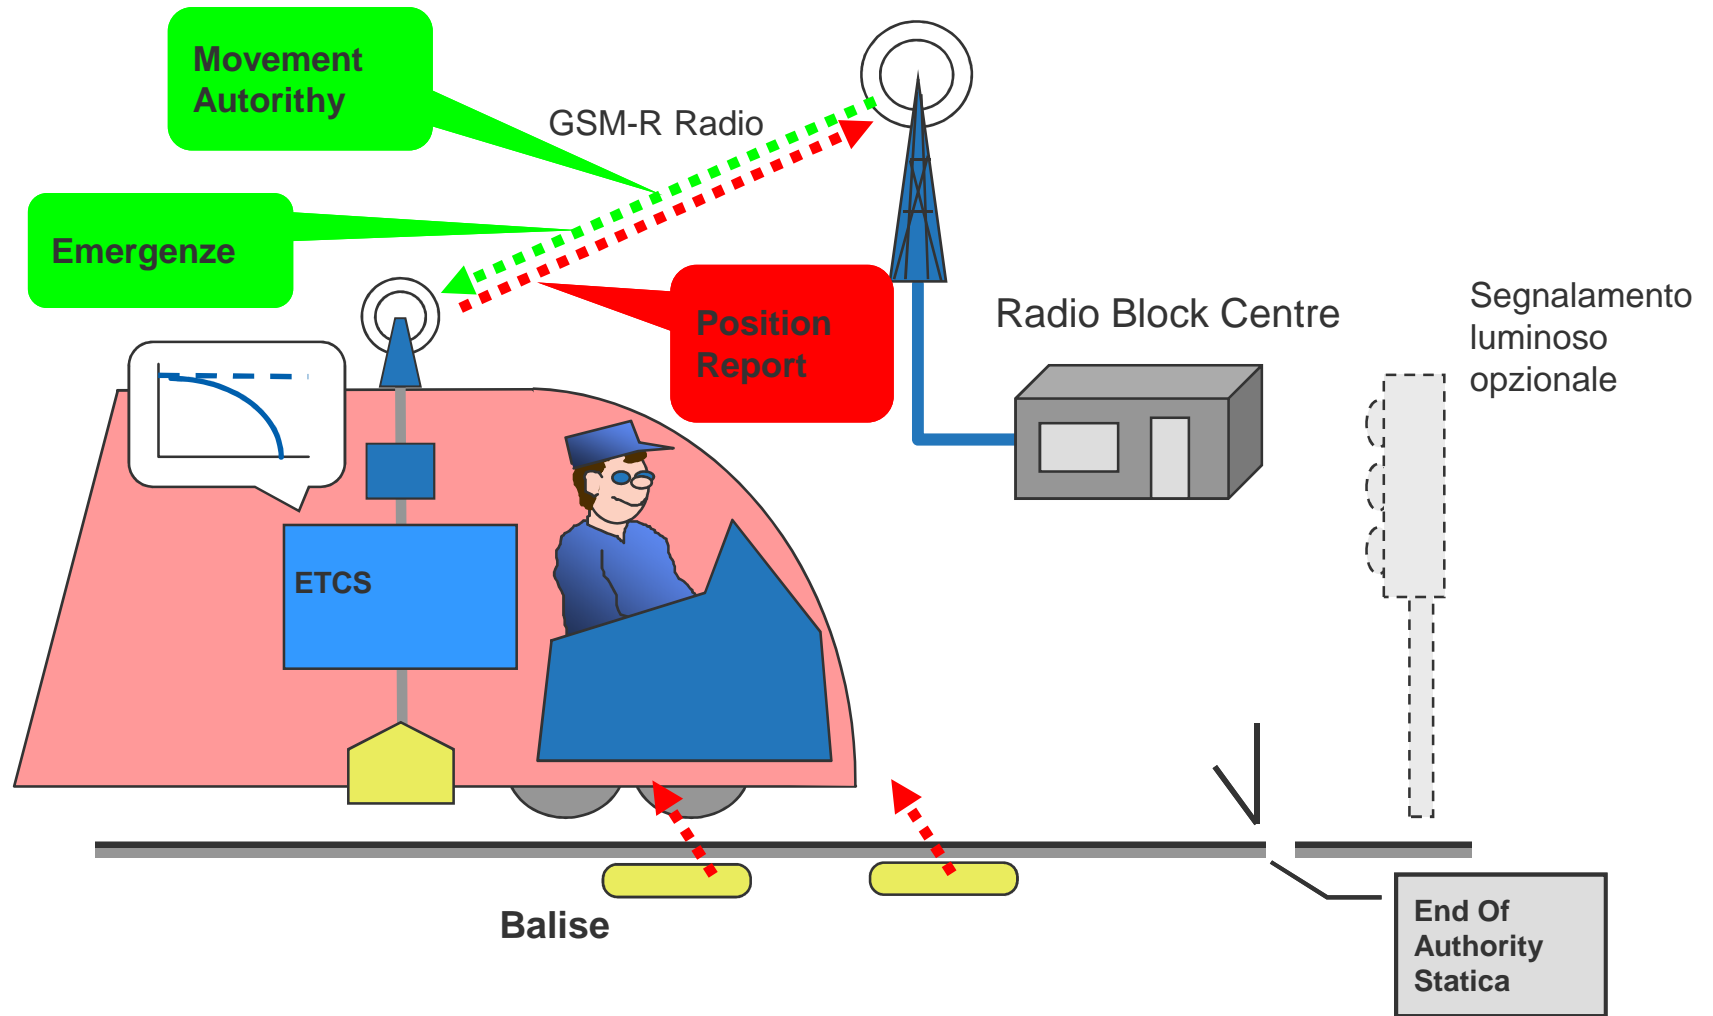 Movement
Autorithy
GSM-R Radio
Emergenze
Position
Report
Radio Block Centre
Segnalamento
luminoso
opzionale
ETCS
Balise
End Of
Authority
Statica